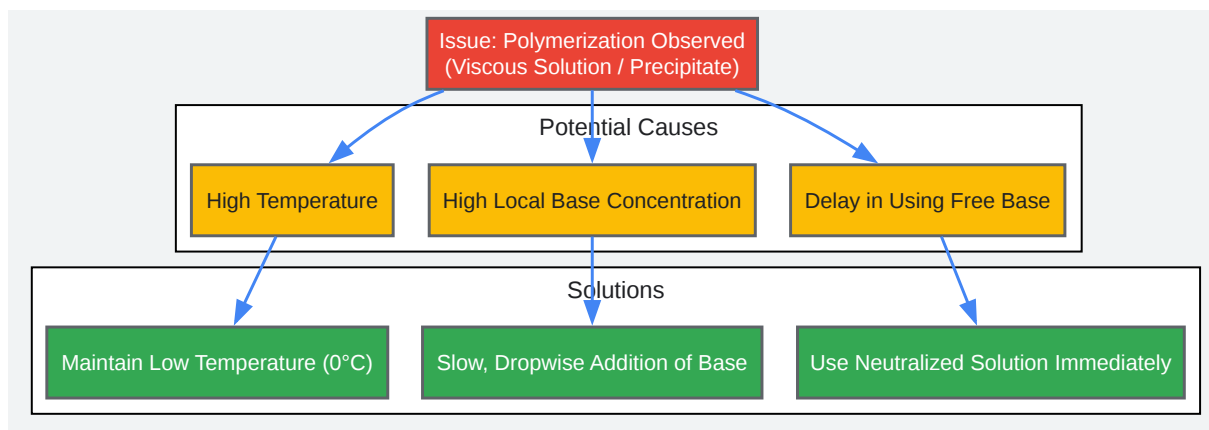 Issue: Polymerization Observed
(Viscous Solution / Precipitate)
Potential Causes
High Temperature
High Local Base Concentration
Delay in Using Free Base
Solutions
Maintain Low Temperature (0°C)
Slow, Dropwise Addition of Base
Use Neutralized Solution Immediately